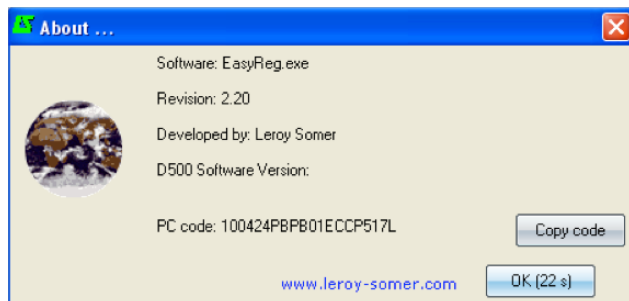 About ...
Software: EasyReg.exe
Revision: 2.20
Developed by: Leroy Somer
D500 Software Version:
PC code: 100424PBPB01ECCP517L
Copy code
www.leroy-somer.com
OK (22 s)